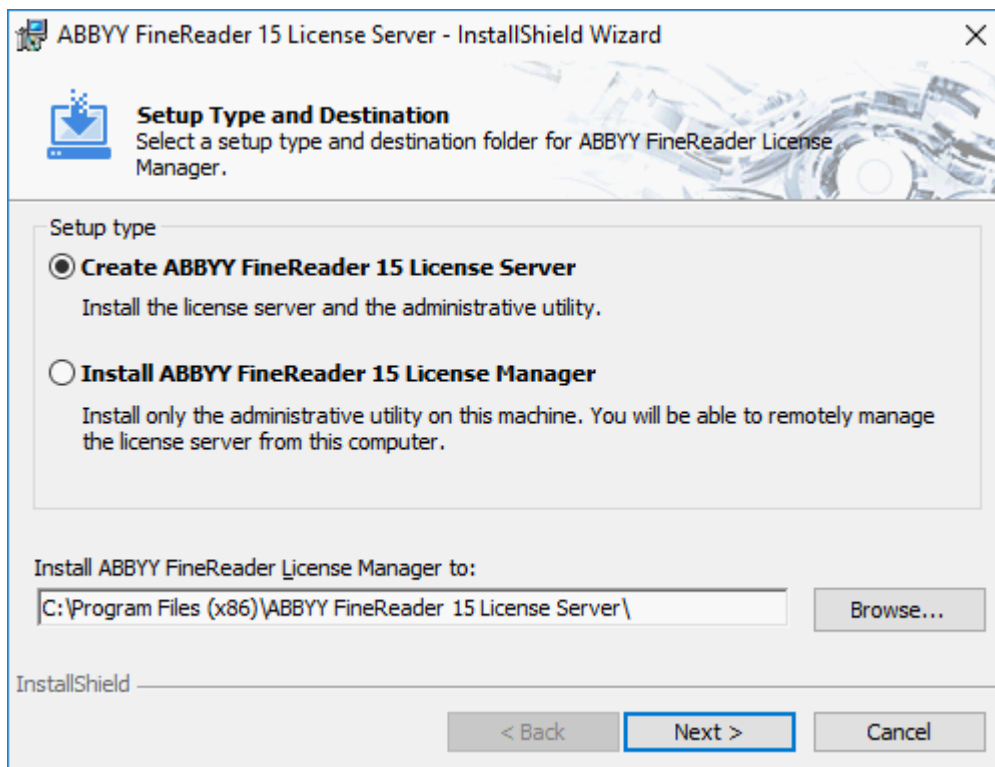 ABBYY FineReader 15 License Server - InstallShield Wizard
Setup Type and Destination
Select a setup type and destination folder for ABBYY FineReader License
Manager.
Setup type
Create ABBYY FineReader 15 License Server
Install the license server and the administrative utility.
Install ABBYY FineReader 15 License Manager
Install only the administrative utility on this machine. You will be able to remotely manage
the license server from this computer.
Install ABBYY FineReader License Manager to:
C:\Program Files (x86)\ABBYY FineReader 15 License Server\
Browse...
InstallShield
< Back
Next >
Cancel